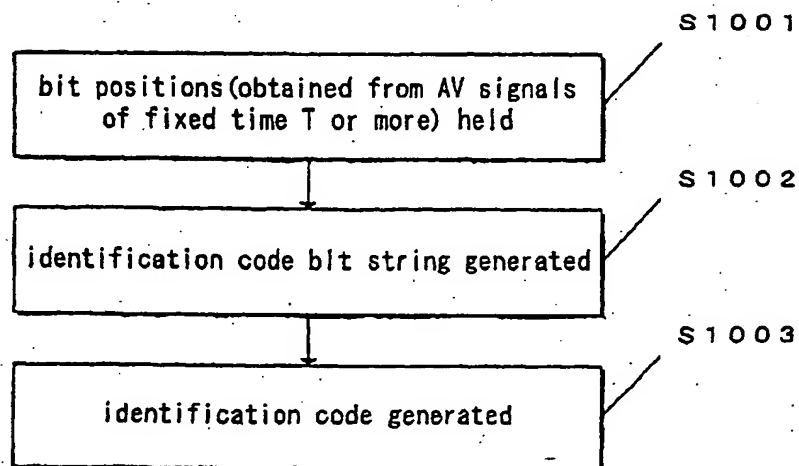 S1001
bit positions(obtained from AV signals
of fixed time T or more) held
S1002
identification code bit string generated
S1003
identification code generated